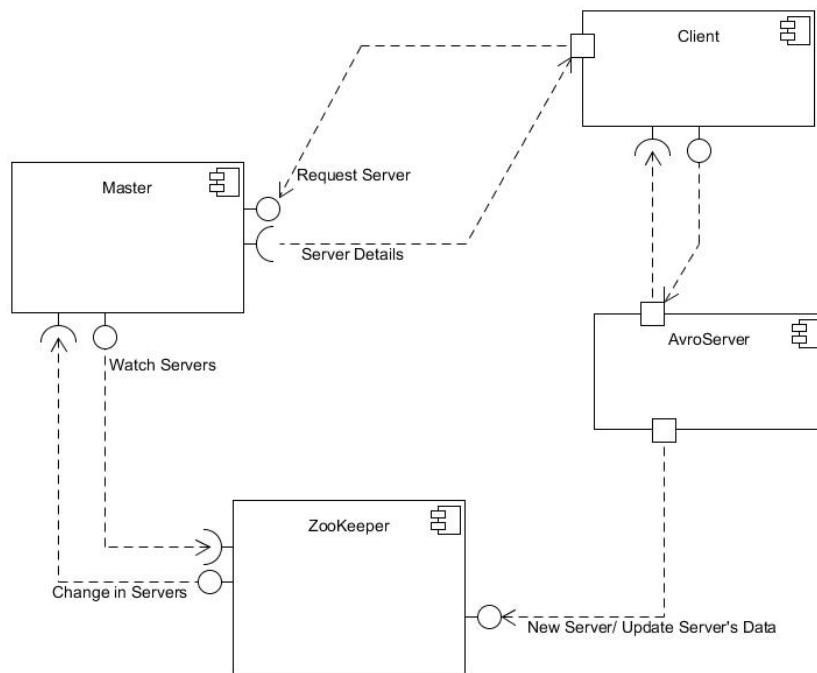 Client
Master
Request Server
Server Details
AvroServer
Watch Servers
ZooKeeper
Change in Servers
New Server/ Update Server's Data